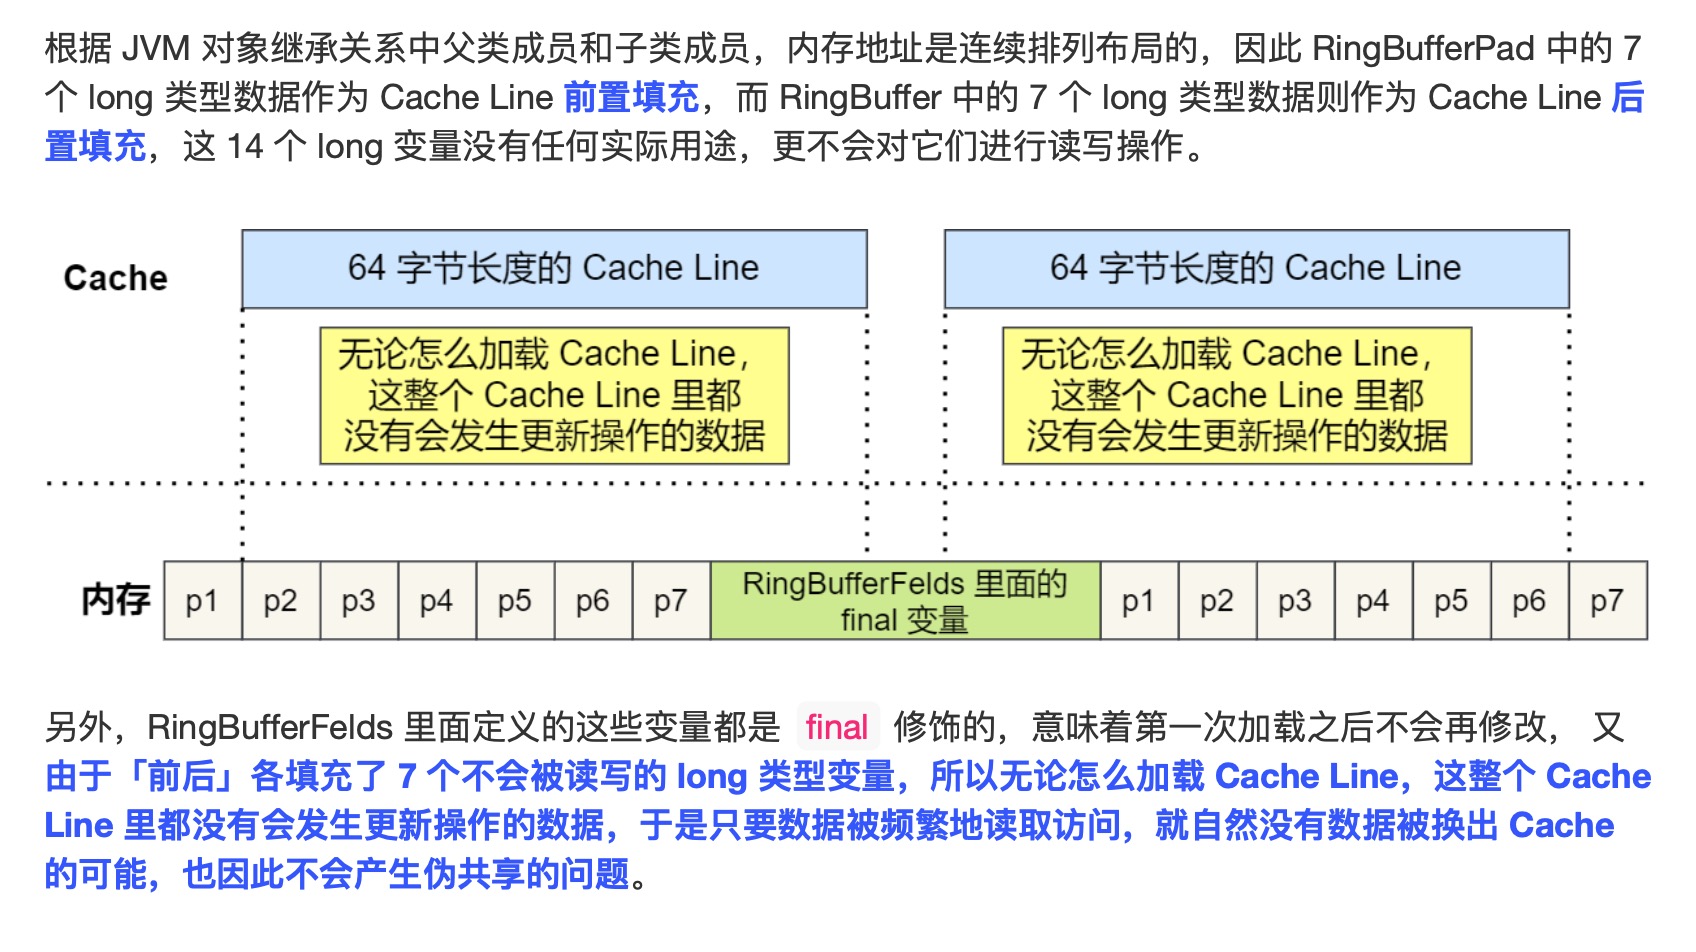 根据 JVM 对象继承关系中父类成员和子类成员，内存地址是连续排列布局的，因此 RingBufferPad 中的 7
个 long 类型数据作为 Cache Line 前置填充，而 RingBuffer 中的 7 个 long 类型数据则作为 Cache Line 后
置填充，这 14 个 long 变量没有任何实际用途，更不会对它们进行读写操作。
Cache
64 字节长度的 Cache Line
64 字节长度的 Cache Line
无论怎么加载 Cache Line，
这整个 Cache Line 里都
没有会发生更新操作的数据
无论怎么加载 Cache Line，
这整个 Cache Line 里都
没有会发生更新操作的数据
内存
p1
p2
p3
p4
p5
p6
p7
RingBufferFelds 里面的
final 变量
p1
p2
p3
p4
p5
p6
p7
另外，RingBufferFelds 里面定义的这些变量都是 final 修饰的，意味着第一次加载之后不会再修改， 又
由于「前后」各填充了 7 个不会被读写的 long 类型变量，所以无论怎么加载 Cache Line，这整个 Cache
Line 里都没有会发生更新操作的数据，于是只要数据被频繁地读取访问，就自然没有数据被换出 Cache
的可能，也因此不会产生伪共享的问题。